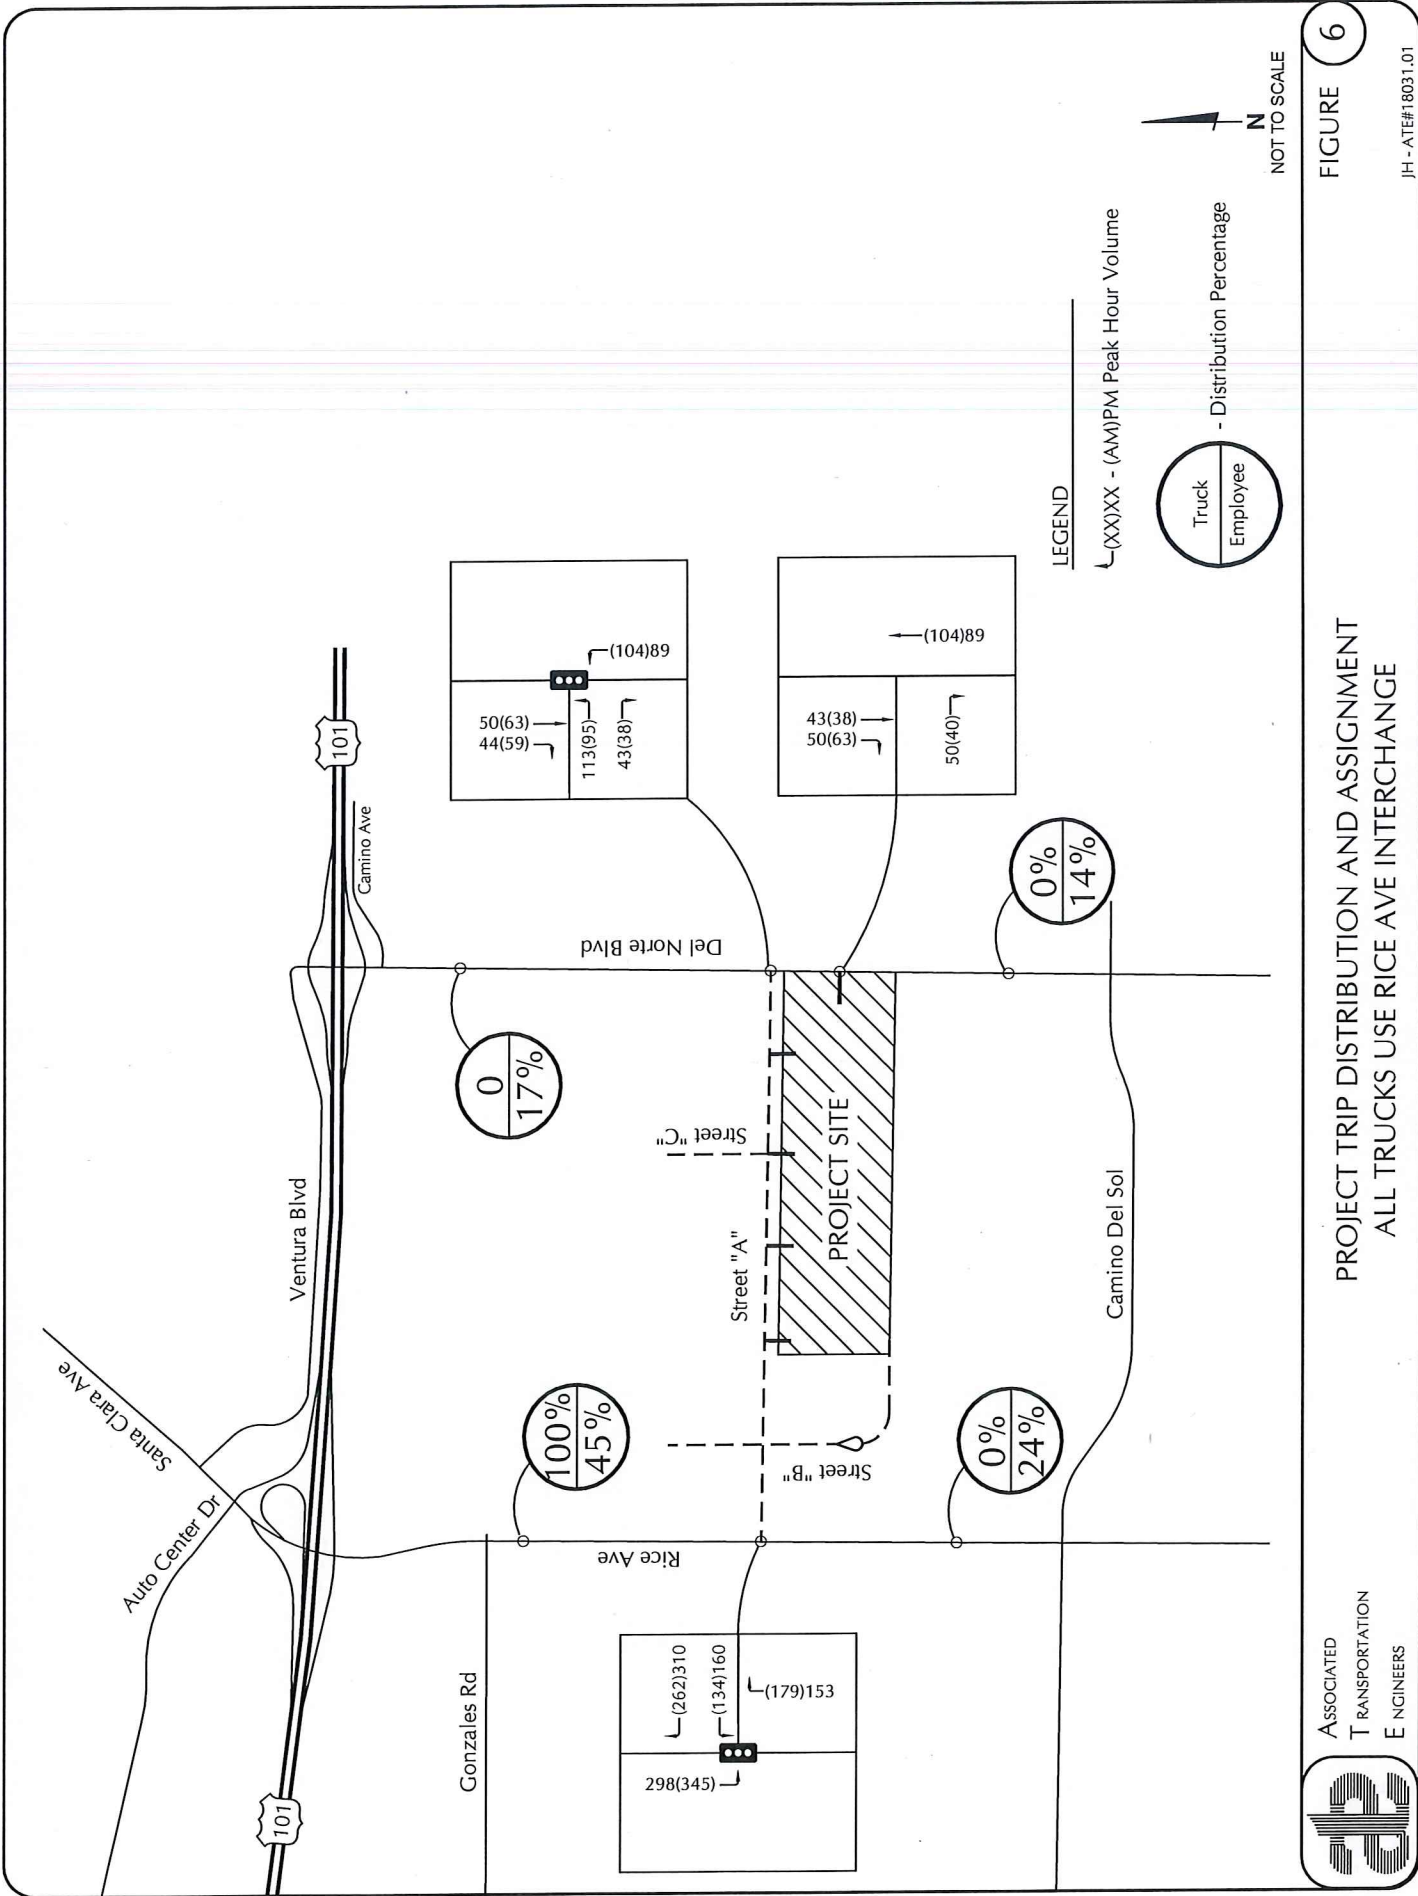 Santa Clara Ave
Auto Center Dr
Ventura Blvd
101
101
Camino Ave
Gonzales Rd
Rice Ave
100%
45%
0
17%
Del Norte Blvd
Street "A"
Street "B"
Street "C"
PROJECT SITE
0%
24%
0%
14%
Camino Del Sol
298(345)
(262)310
(134)160
(179)153
50(63)
44(59)
113(95)
43(38)
(104)89
43(38)
50(63)
50(40)
(104)89
LEGEND
(XX)XX - (AM)PM Peak Hour Volume
Truck
Employee
- Distribution Percentage
N
NOT TO SCALE
ASSOCIATED
TRANSPORTATION
ENGINEERS
PROJECT TRIP DISTRIBUTION AND ASSIGNMENT
ALL TRUCKS USE RICE AVE INTERCHANGE
FIGURE 6
JH - ATE#18031.01